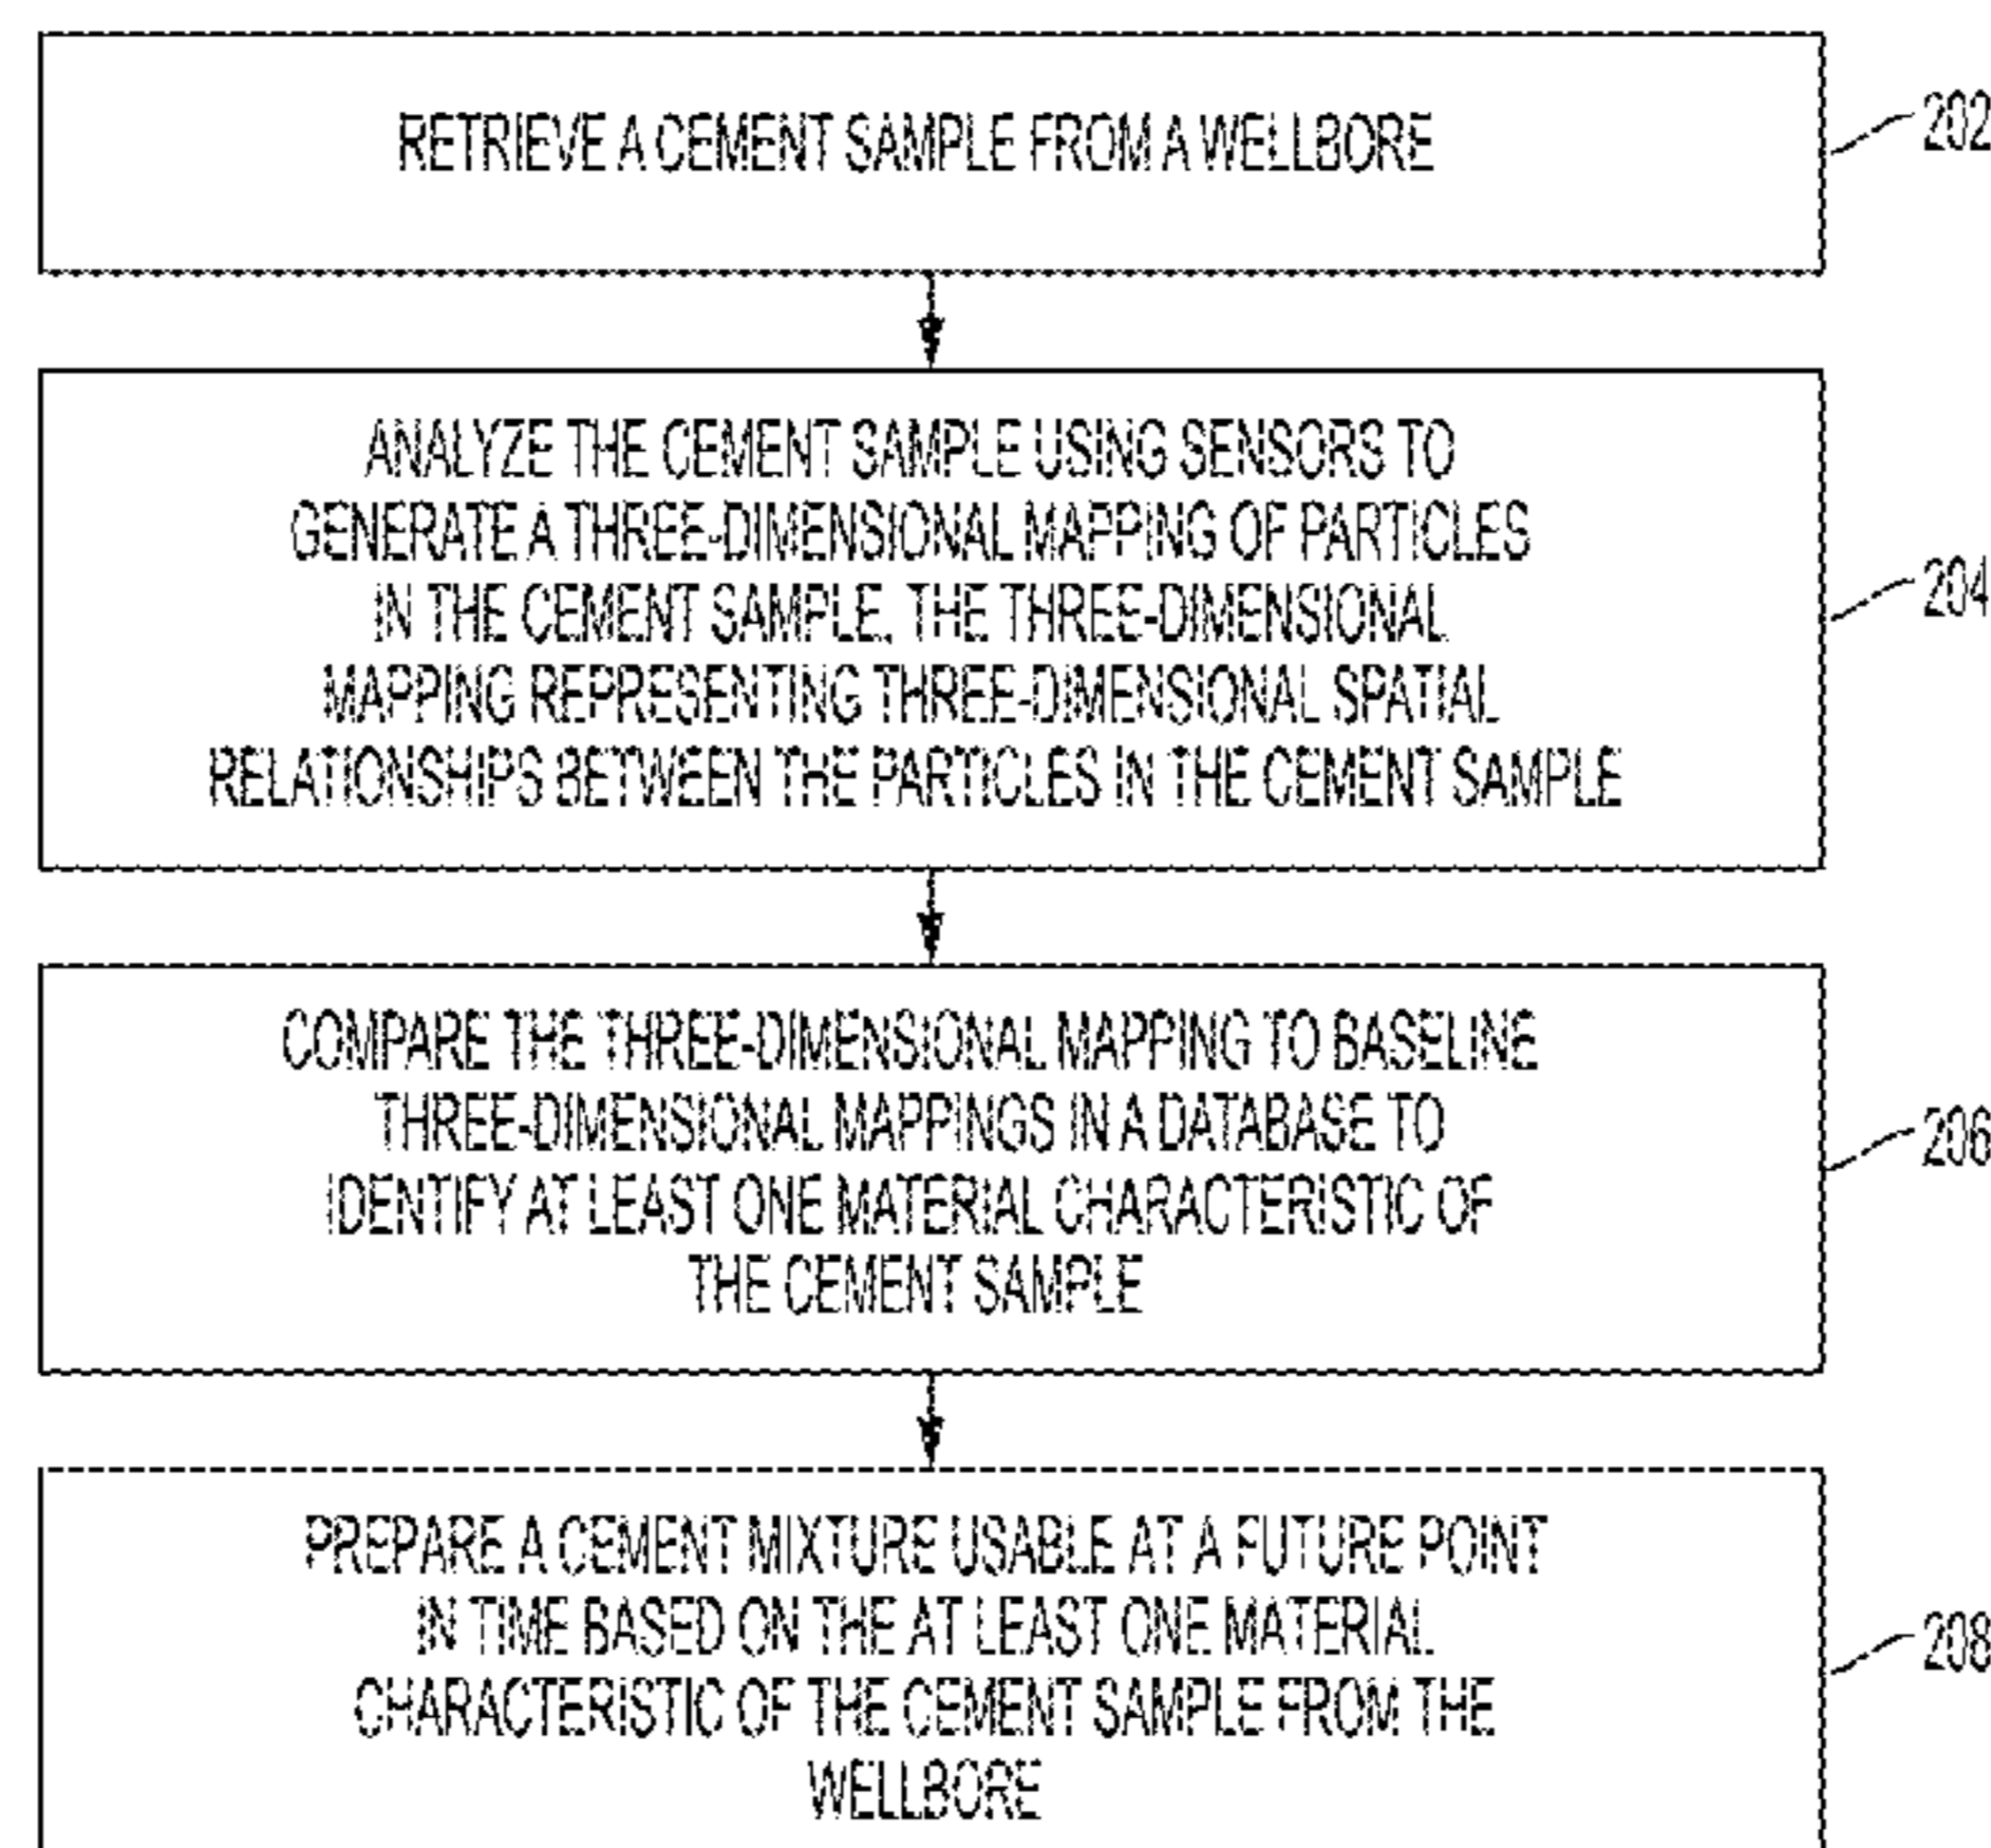 RETRIEVE A CEMENT SAMPLE FROM A WELLBORE
202
ANALYZE THE CEMENT SAMPLE USING SENSORS TO
GENERATE A THREE-DIMENSIONAL MAPPING OF PARTICLES
IN THE CEMENT SAMPLE, THE THREE-DIMENSIONAL
MAPPING REPRESENTING THREE-DIMENSIONAL SPATIAL
RELATIONSHIPS BETWEEN THE PARTICLES IN THE CEMENT SAMPLE
204
COMPARE THE THREE-DIMENSIONAL MAPPING TO BASELINE
THREE-DIMENSIONAL MAPPINGS IN A DATABASE TO
IDENTIFY AT LEAST ONE MATERIAL CHARACTERISTIC OF
THE CEMENT SAMPLE
206
PREPARE A CEMENT MIXTURE USABLE AT A FUTURE POINT
IN TIME BASED ON THE AT LEAST ONE MATERIAL
CHARACTERISTIC OF THE CEMENT SAMPLE FROM THE
WELLBORE
208